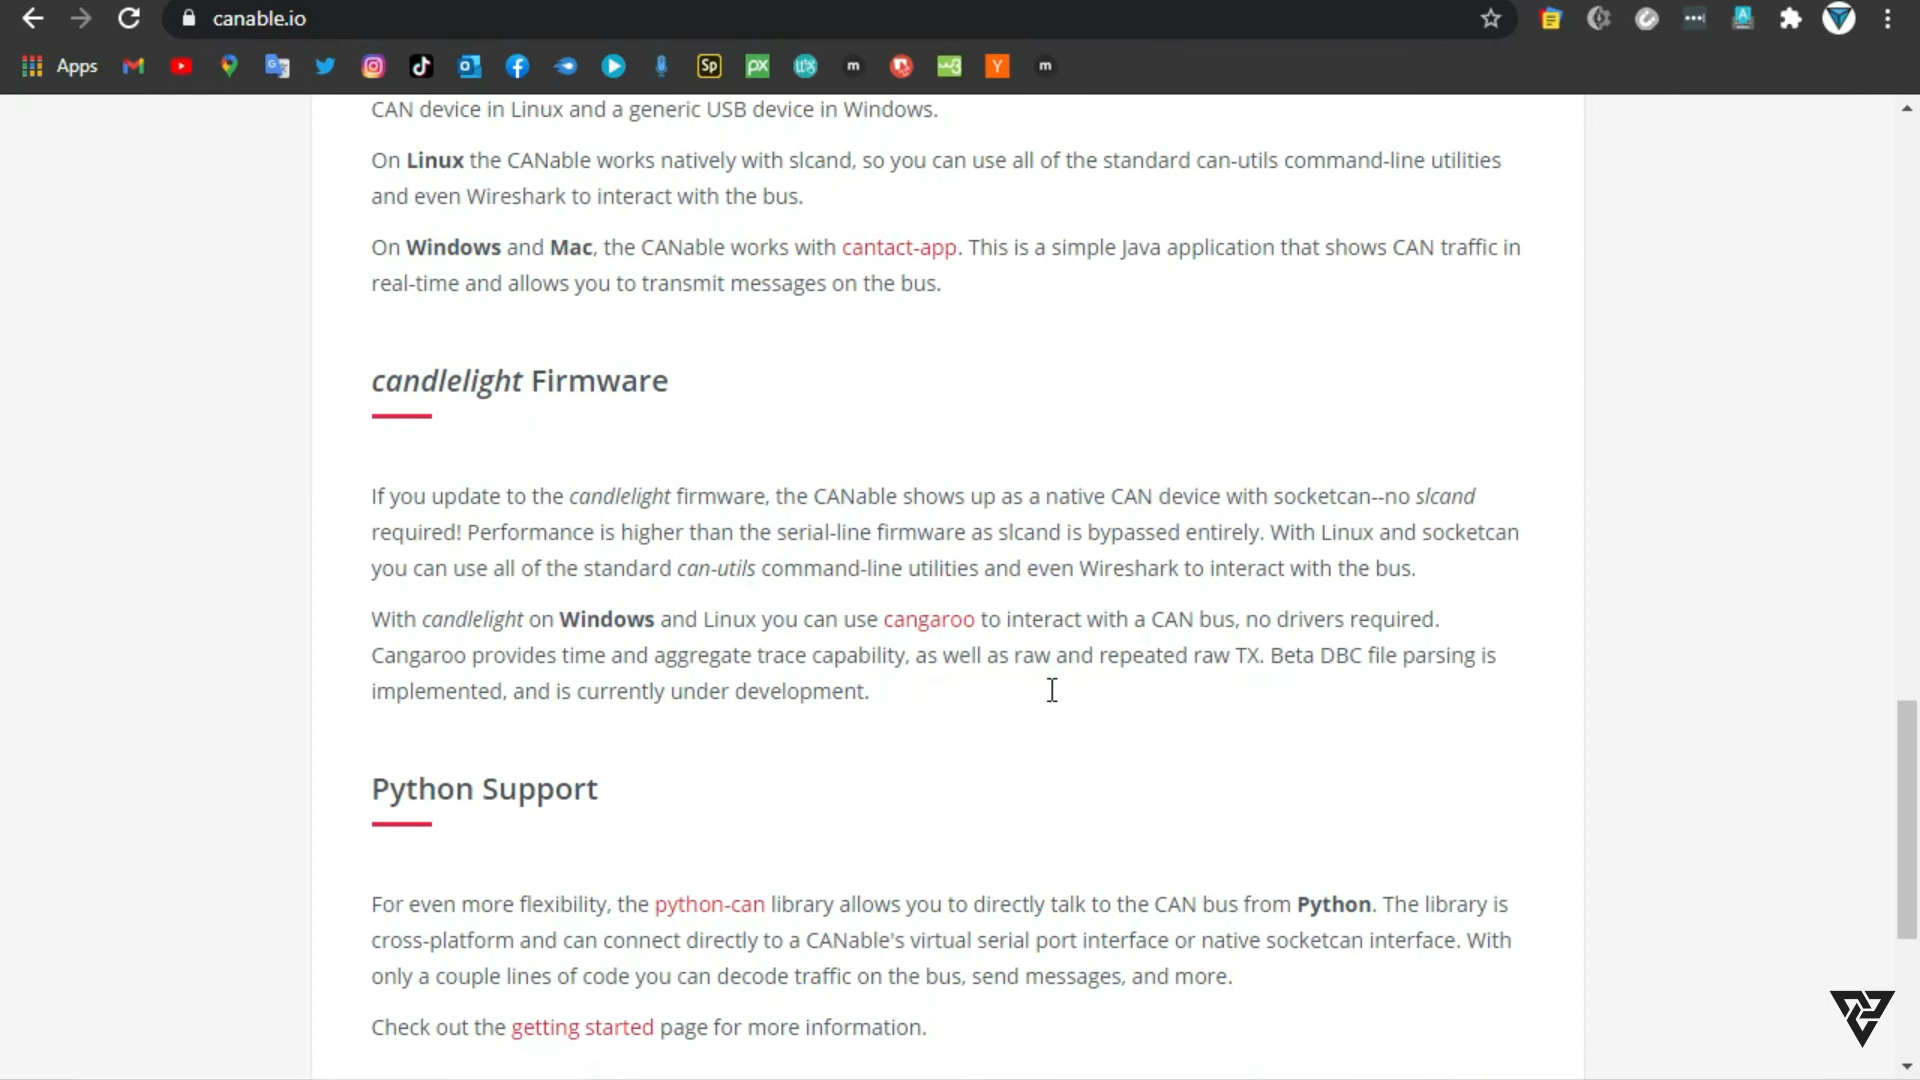 canable.io
Apps
Sp
PX
m
w3
Y
m
CAN device in Linux and a generic USB device in Windows.
On Linux the CANable works natively with slcand, so you can use all of the standard can-utils command-line utilities
and even Wireshark to interact with the bus.
On Windows and Mac, the CANable works with cantact-app. This is a simple Java application that shows CAN traffic in
real-time and allows you to transmit messages on the bus.
candlelight Firmware
If you update to the candlelight firmware, the CANable shows up as a native CAN device with socketcan--no slcand
required! Performance is higher than the serial-line firmware as slcand is bypassed entirely. With Linux and socketcan
you can use all of the standard can-utils command-line utilities and even Wireshark to interact with the bus.
With candlelight on Windows and Linux you can use cangaroo to interact with a CAN bus, no drivers required.
Cangaroo provides time and aggregate trace capability, as well as raw and repeated raw TX. Beta DBC file parsing is
implemented, and is currently under development.
Python Support
For even more flexibility, the python-can library allows you to directly talk to the CAN bus from Python. The library is
cross-platform and can connect directly to a CANable's virtual serial port interface or native socketcan interface. With
only a couple lines of code you can decode traffic on the bus, send messages, and more.
Check out the getting started page for more information.